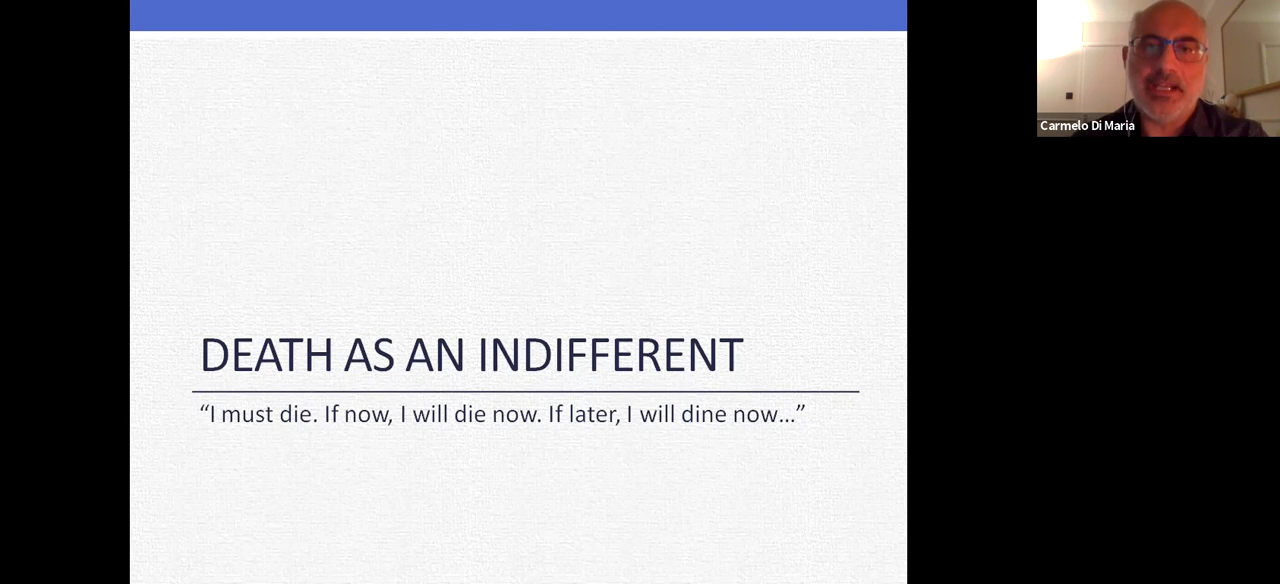 DEATH AS AN INDIFFERENT
“I must die. If now, I will die now. If later, I will dine now…”
Carmelo Di Maria